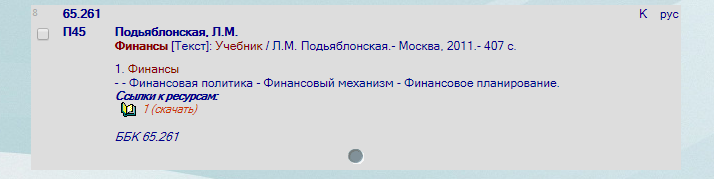 8 65.261 К рус
П45 Подьяблонская, Л.М.
Финансы [Текст]: Учебник / Л.М. Подьяблонская.- Москва, 2011.- 407 с.
1. Финансы
- - Финансовая политика - Финансовый механизм - Финансовое планирование.
Ссылки к ресурсам:
1 (скачать)
ББК 65.261